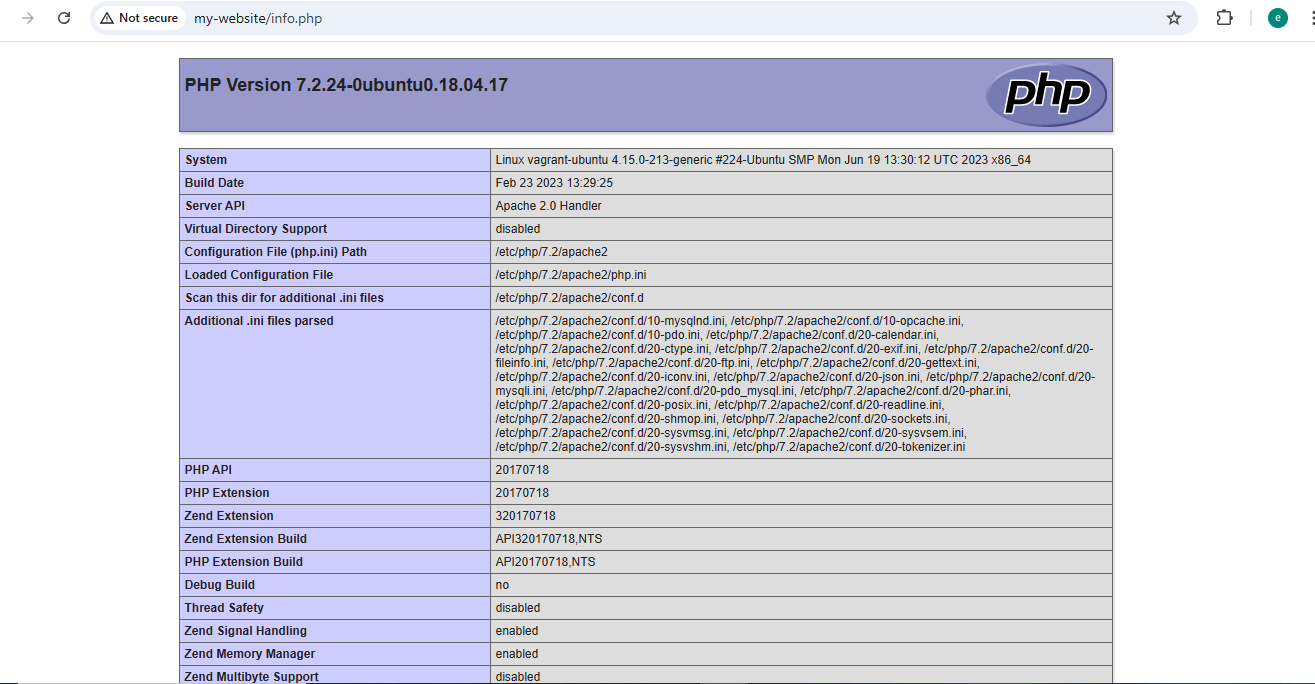 Not secure my-website/info.php e
PHP Version 7.2.24-0ubuntu0.18.04.17
php
System Linux vagrant-ubuntu 4.15.0-213-generic #224-Ubuntu SMP Mon Jun 19 13:30:12 UTC 2023 x86_64
Build Date Feb 23 2023 13:29:25
Server API Apache 2.0 Handler
Virtual Directory Support disabled
Configuration File (php.ini) Path /etc/php/7.2/apache2
Loaded Configuration File /etc/php/7.2/apache2/php.ini
Scan this dir for additional .ini files /etc/php/7.2/apache2/conf.d
Additional .ini files parsed /etc/php/7.2/apache2/conf.d/10-mysqlnd.ini, /etc/php/7.2/apache2/conf.d/10-opcache.ini,
/etc/php/7.2/apache2/conf.d/10-pdo.ini, /etc/php/7.2/apache2/conf.d/20-calendar.ini,
/etc/php/7.2/apache2/conf.d/20-ctype.ini, /etc/php/7.2/apache2/conf.d/20-exif.ini, /etc/php/7.2/apache2/conf.d/20-
fileinfo.ini, /etc/php/7.2/apache2/conf.d/20-ftp.ini, /etc/php/7.2/apache2/conf.d/20-gettext.ini,
/etc/php/7.2/apache2/conf.d/20-iconv.ini, /etc/php/7.2/apache2/conf.d/20-json.ini, /etc/php/7.2/apache2/conf.d/20-
mysqli.ini, /etc/php/7.2/apache2/conf.d/20-pdo_mysql.ini, /etc/php/7.2/apache2/conf.d/20-phar.ini,
/etc/php/7.2/apache2/conf.d/20-posix.ini, /etc/php/7.2/apache2/conf.d/20-readline.ini,
/etc/php/7.2/apache2/conf.d/20-shmop.ini, /etc/php/7.2/apache2/conf.d/20-sockets.ini,
/etc/php/7.2/apache2/conf.d/20-sysvmsg.ini, /etc/php/7.2/apache2/conf.d/20-sysvsem.ini,
/etc/php/7.2/apache2/conf.d/20-sysvshm.ini, /etc/php/7.2/apache2/conf.d/20-tokenizer.ini
PHP API 20170718
PHP Extension 20170718
Zend Extension 320170718
Zend Extension Build API320170718,NTS
PHP Extension Build API20170718,NTS
Debug Build no
Thread Safety disabled
Zend Signal Handling enabled
Zend Memory Manager enabled
Zend Multibyte Support disabled